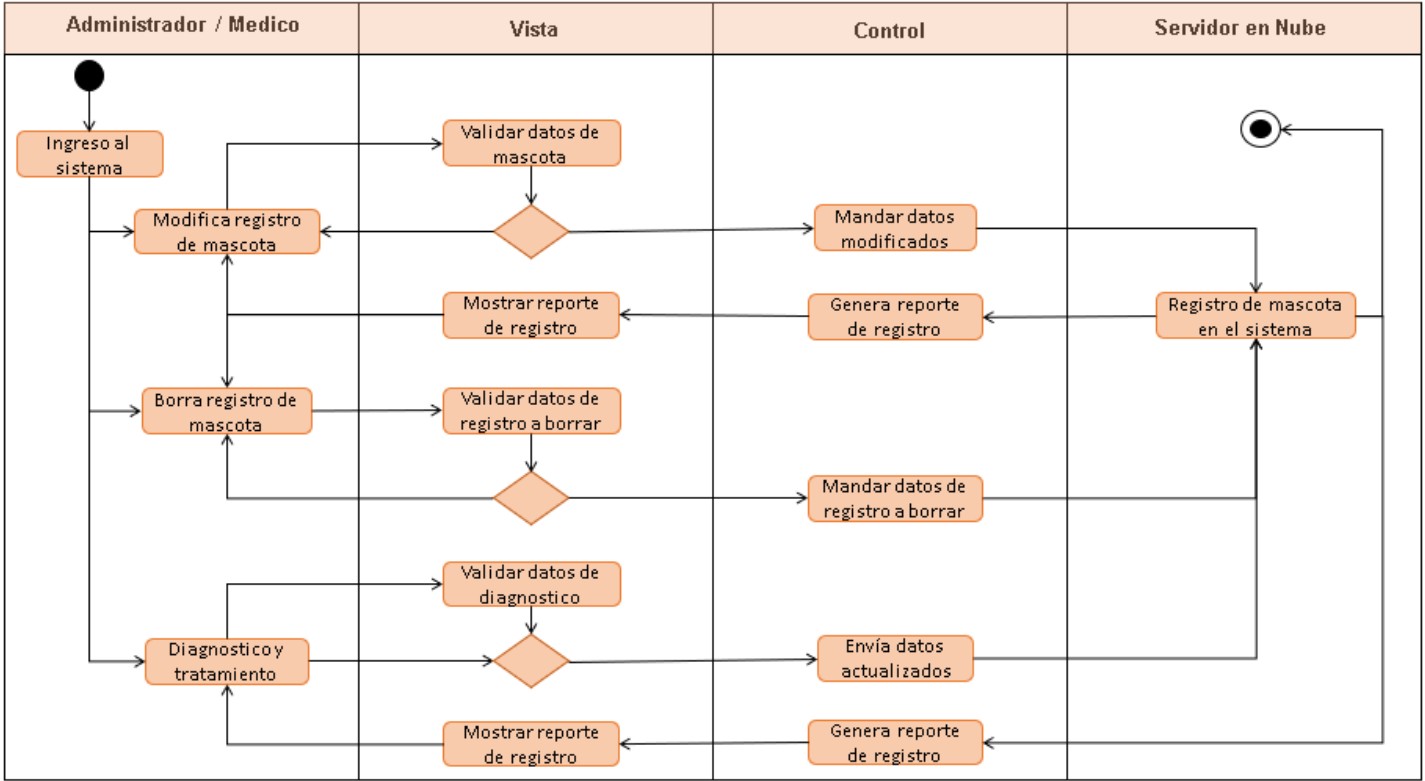 Administrador / Medico
Vista
Control
Servidor en Nube
Ingreso al
sistema
Validar datos de
mascota
Modifica registro
de mascota
Mandar datos
modificados
Mostrar reporte
de registro
Genera reporte
de registro
Registro de mascota
en el sistema
Borra registro de
mascota
Validar datos de
registro a borrar
Mandar datos de
registro a borrar
Validar datos de
diagnostico
Diagnostico y
tratamiento
Envía datos
actualizados
Mostrar reporte
de registro
Genera reporte
de registro